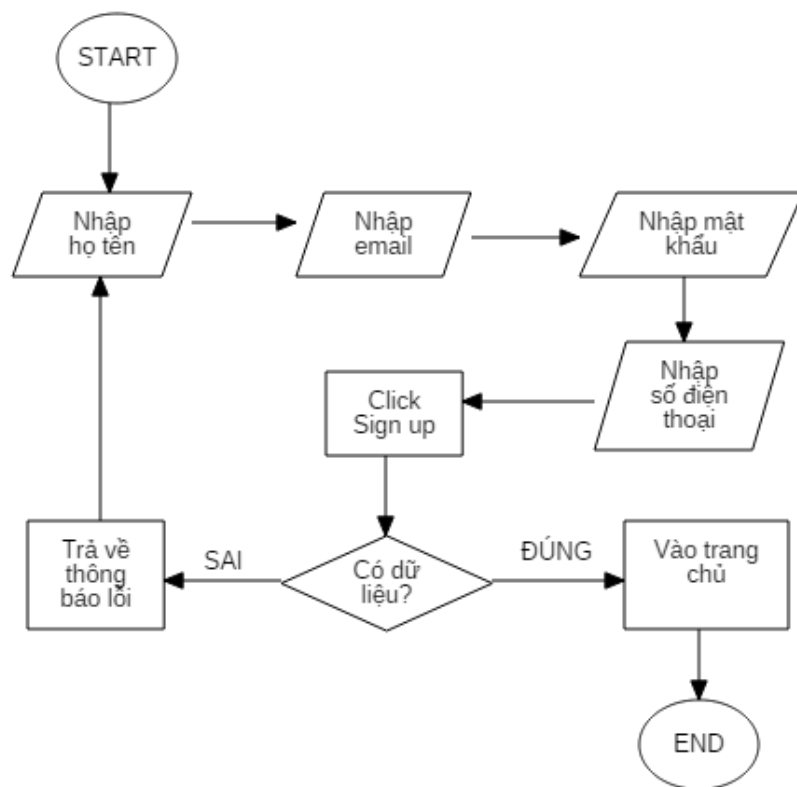 START
Nhập
họ tên
Nhập
email
Nhập mật
khẩu
Nhập
số điện
thoại
Click
Sign up
Có dữ
liệu?
SAI
Trả về
thông
báo lỗi
ĐÚNG
Vào trang
chủ
END